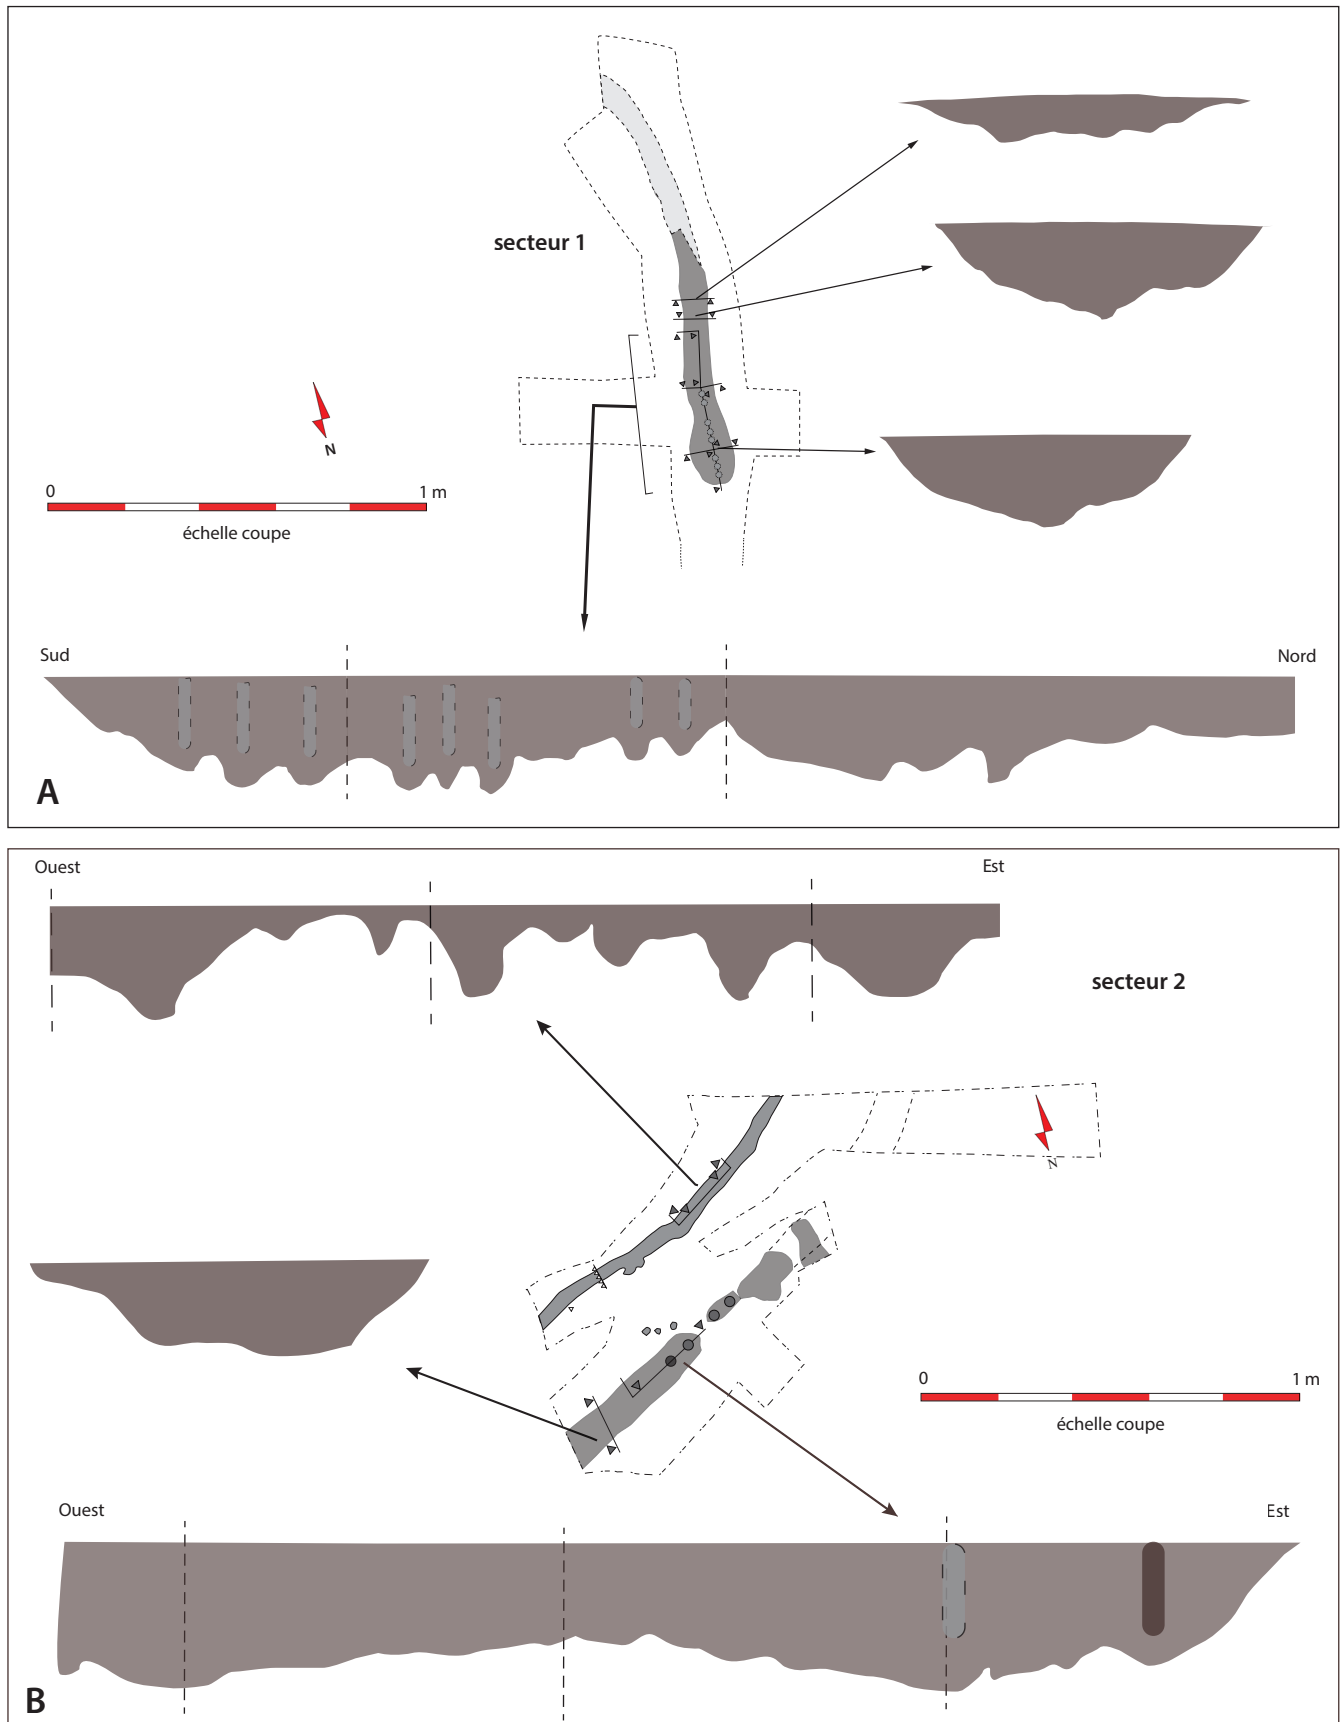 secteur 1
N
0 1 m
échelle coupe
Sud Nord
A
Ouest Est
secteur 2
N
0 1 m
échelle coupe
Ouest Est
B